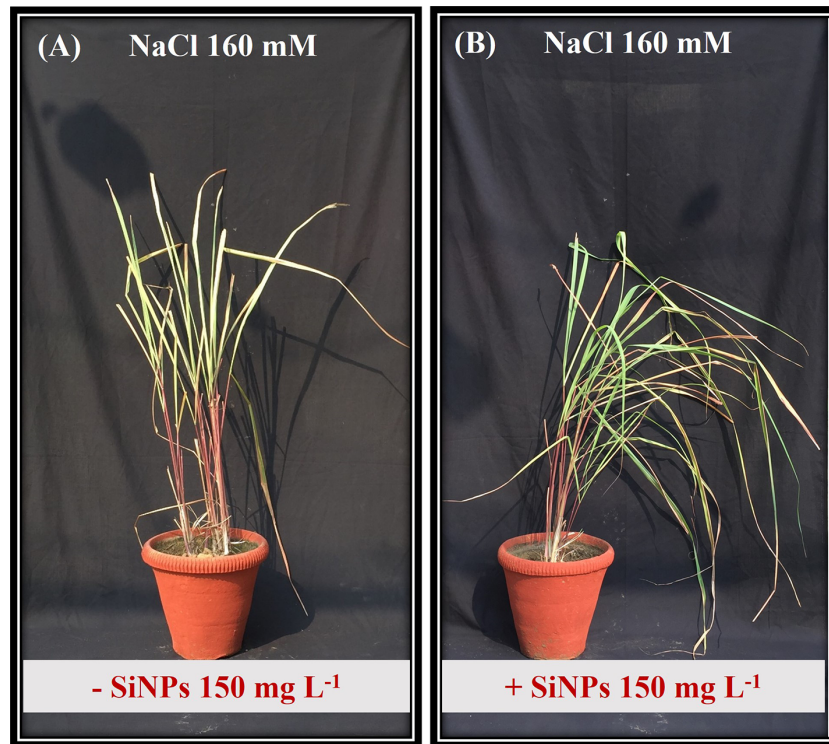 (A) NaCl 160 mM
- SiNPs 150 mg L⁻¹
(B) NaCl 160 mM
+ SiNPs 150 mg L⁻¹